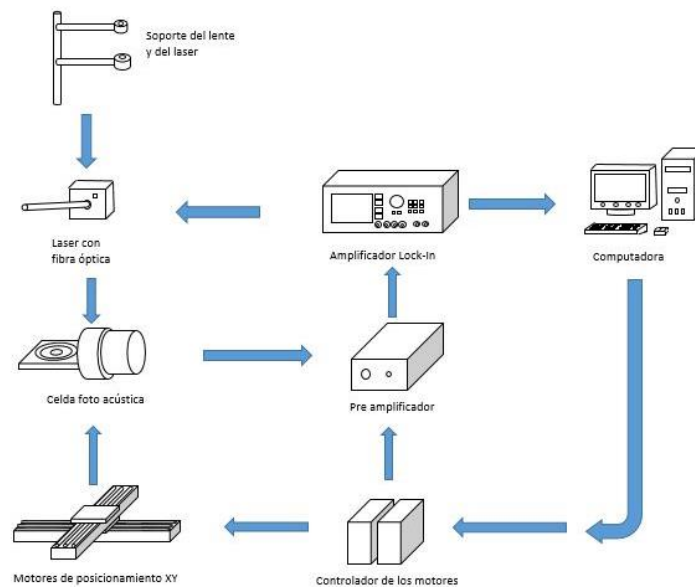 Soporte del lente
y del laser
Laser con
fibra óptica
Amplificador Lock-In
Computadora
Celda foto acústica
Pre amplificador
Motores de posicionamiento XY
Controlador de los motores